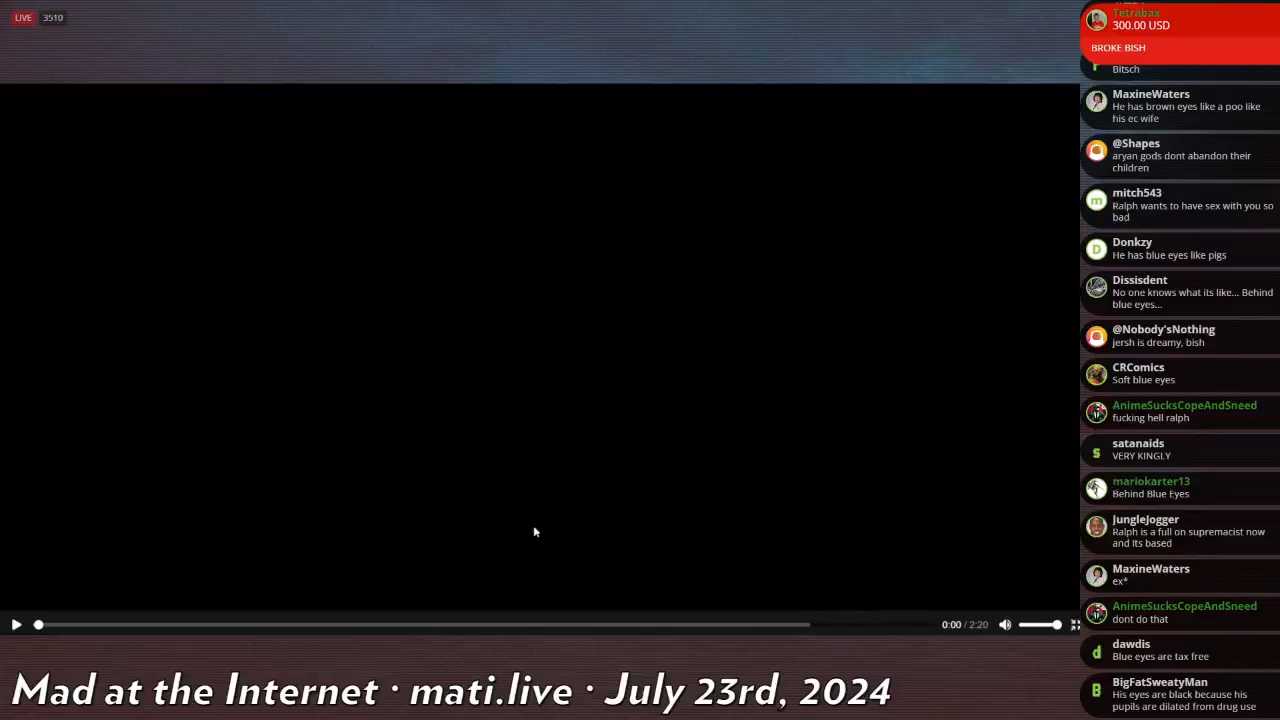 LIVE 3510
Tetrabax
300.00 USD
BROKE BISH
Bitsch
MaxineWaters
He has brown eyes like a poo like
his ec wife
@Shapes
aryan gods dont abandon their
children
mitch543
Ralph wants to have sex with you so
bad
Donkzy
He has blue eyes like pigs
Dissisdent
No one knows what its like... Behind
blue eyes...
@Nobody'sNothing
jersh is dreamy, bish
CRComics
Soft blue eyes
AnimeSucksCopeAndSneed
fucking hell ralph
satanaids
VERY KINGLY
mariokarter13
Behind Blue Eyes
JungleJogger
Ralph is a full on supremacist now
and its based
MaxineWaters
ex*
AnimeSucksCopeAndSneed
dont do that
dawdis
Blue eyes are tax free
BigFatSweatyMan
His eyes are black because his
pupils are dilated from drug use
0:00 / 2:20
Mad at the Internet · mati.live · July 23rd, 2024